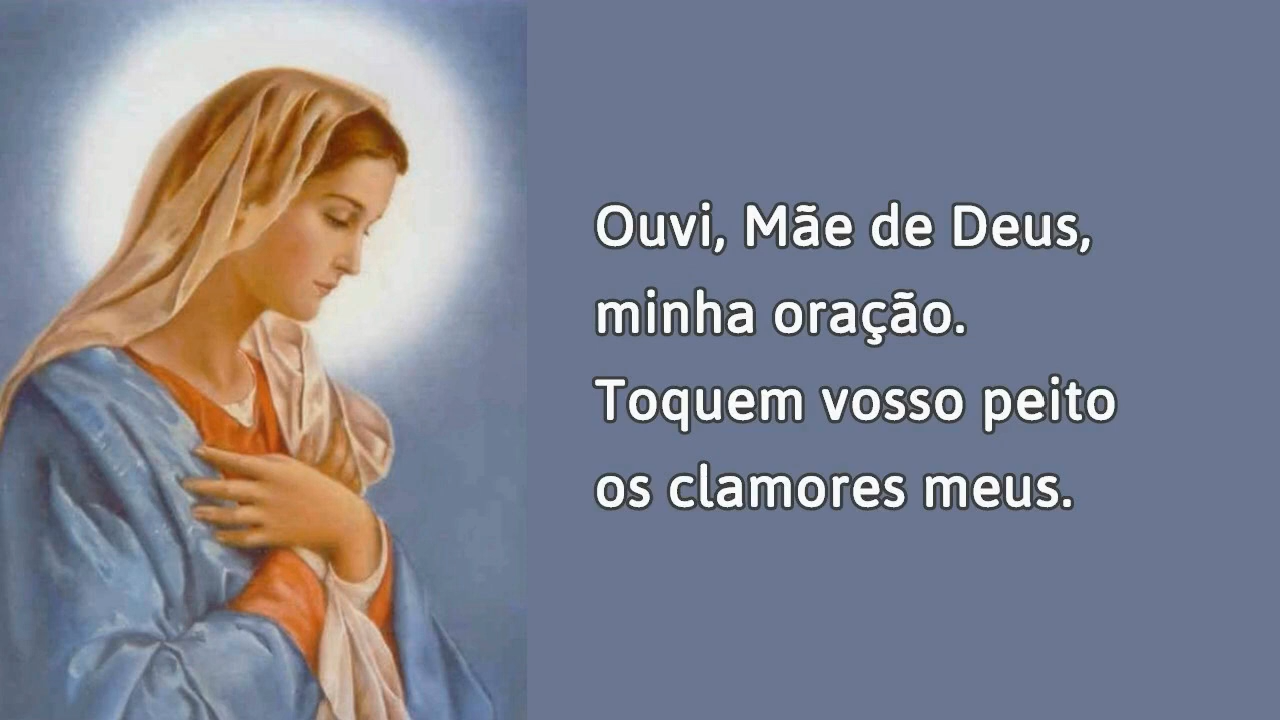 Ouvi, Mãe de Deus,
minha oração.
Toquem vosso peito
os clamores meus.